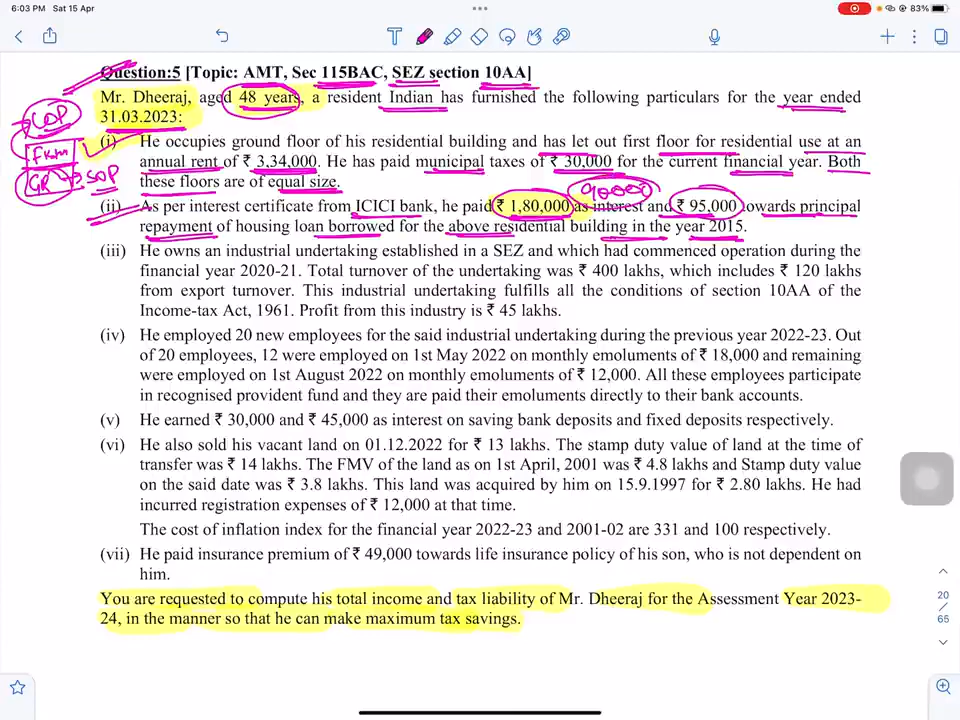 6:03 PM Sat 15 Apr
83%
Question:5 [Topic: AMT, Sec 115BAC, SEZ section 10AA]
Mr. Dheeraj, aged 48 years, a resident Indian has furnished the following particulars for the year ended
31.03.2023:
(i) He occupies ground floor of his residential building and has let out first floor for residential use at an
annual rent of ₹ 3,34,000. He has paid municipal taxes of ₹ 30,000 for the current financial year. Both
these floors are of equal size.
SOP
90000
(ii) As per interest certificate from ICICI bank, he paid ₹ 1,80,000 as interest and ₹ 95,000 towards principal
repayment of housing loan borrowed for the above residential building in the year 2015.
(iii) He owns an industrial undertaking established in a SEZ and which had commenced operation during the
financial year 2020-21. Total turnover of the undertaking was ₹ 400 lakhs, which includes ₹ 120 lakhs
from export turnover. This industrial undertaking fulfills all the conditions of section 10AA of the
Income-tax Act, 1961. Profit from this industry is ₹ 45 lakhs.
(iv) He employed 20 new employees for the said industrial undertaking during the previous year 2022-23. Out
of 20 employees, 12 were employed on 1st May 2022 on monthly emoluments of ₹ 18,000 and remaining
were employed on 1st August 2022 on monthly emoluments of ₹ 12,000. All these employees participate
in recognised provident fund and they are paid their emoluments directly to their bank accounts.
(v) He earned ₹ 30,000 and ₹ 45,000 as interest on saving bank deposits and fixed deposits respectively.
(vi) He also sold his vacant land on 01.12.2022 for ₹ 13 lakhs. The stamp duty value of land at the time of
transfer was ₹ 14 lakhs. The FMV of the land as on 1st April, 2001 was ₹ 4.8 lakhs and Stamp duty value
on the said date was ₹ 3.8 lakhs. This land was acquired by him on 15.9.1997 for ₹ 2.80 lakhs. He had
incurred registration expenses of ₹ 12,000 at that time.
The cost of inflation index for the financial year 2022-23 and 2001-02 are 331 and 100 respectively.
(vii) He paid insurance premium of ₹ 49,000 towards life insurance policy of his son, who is not dependent on
him.
You are requested to compute his total income and tax liability of Mr. Dheeraj for the Assessment Year 2023-
24, in the manner so that he can make maximum tax savings.
20
/
65